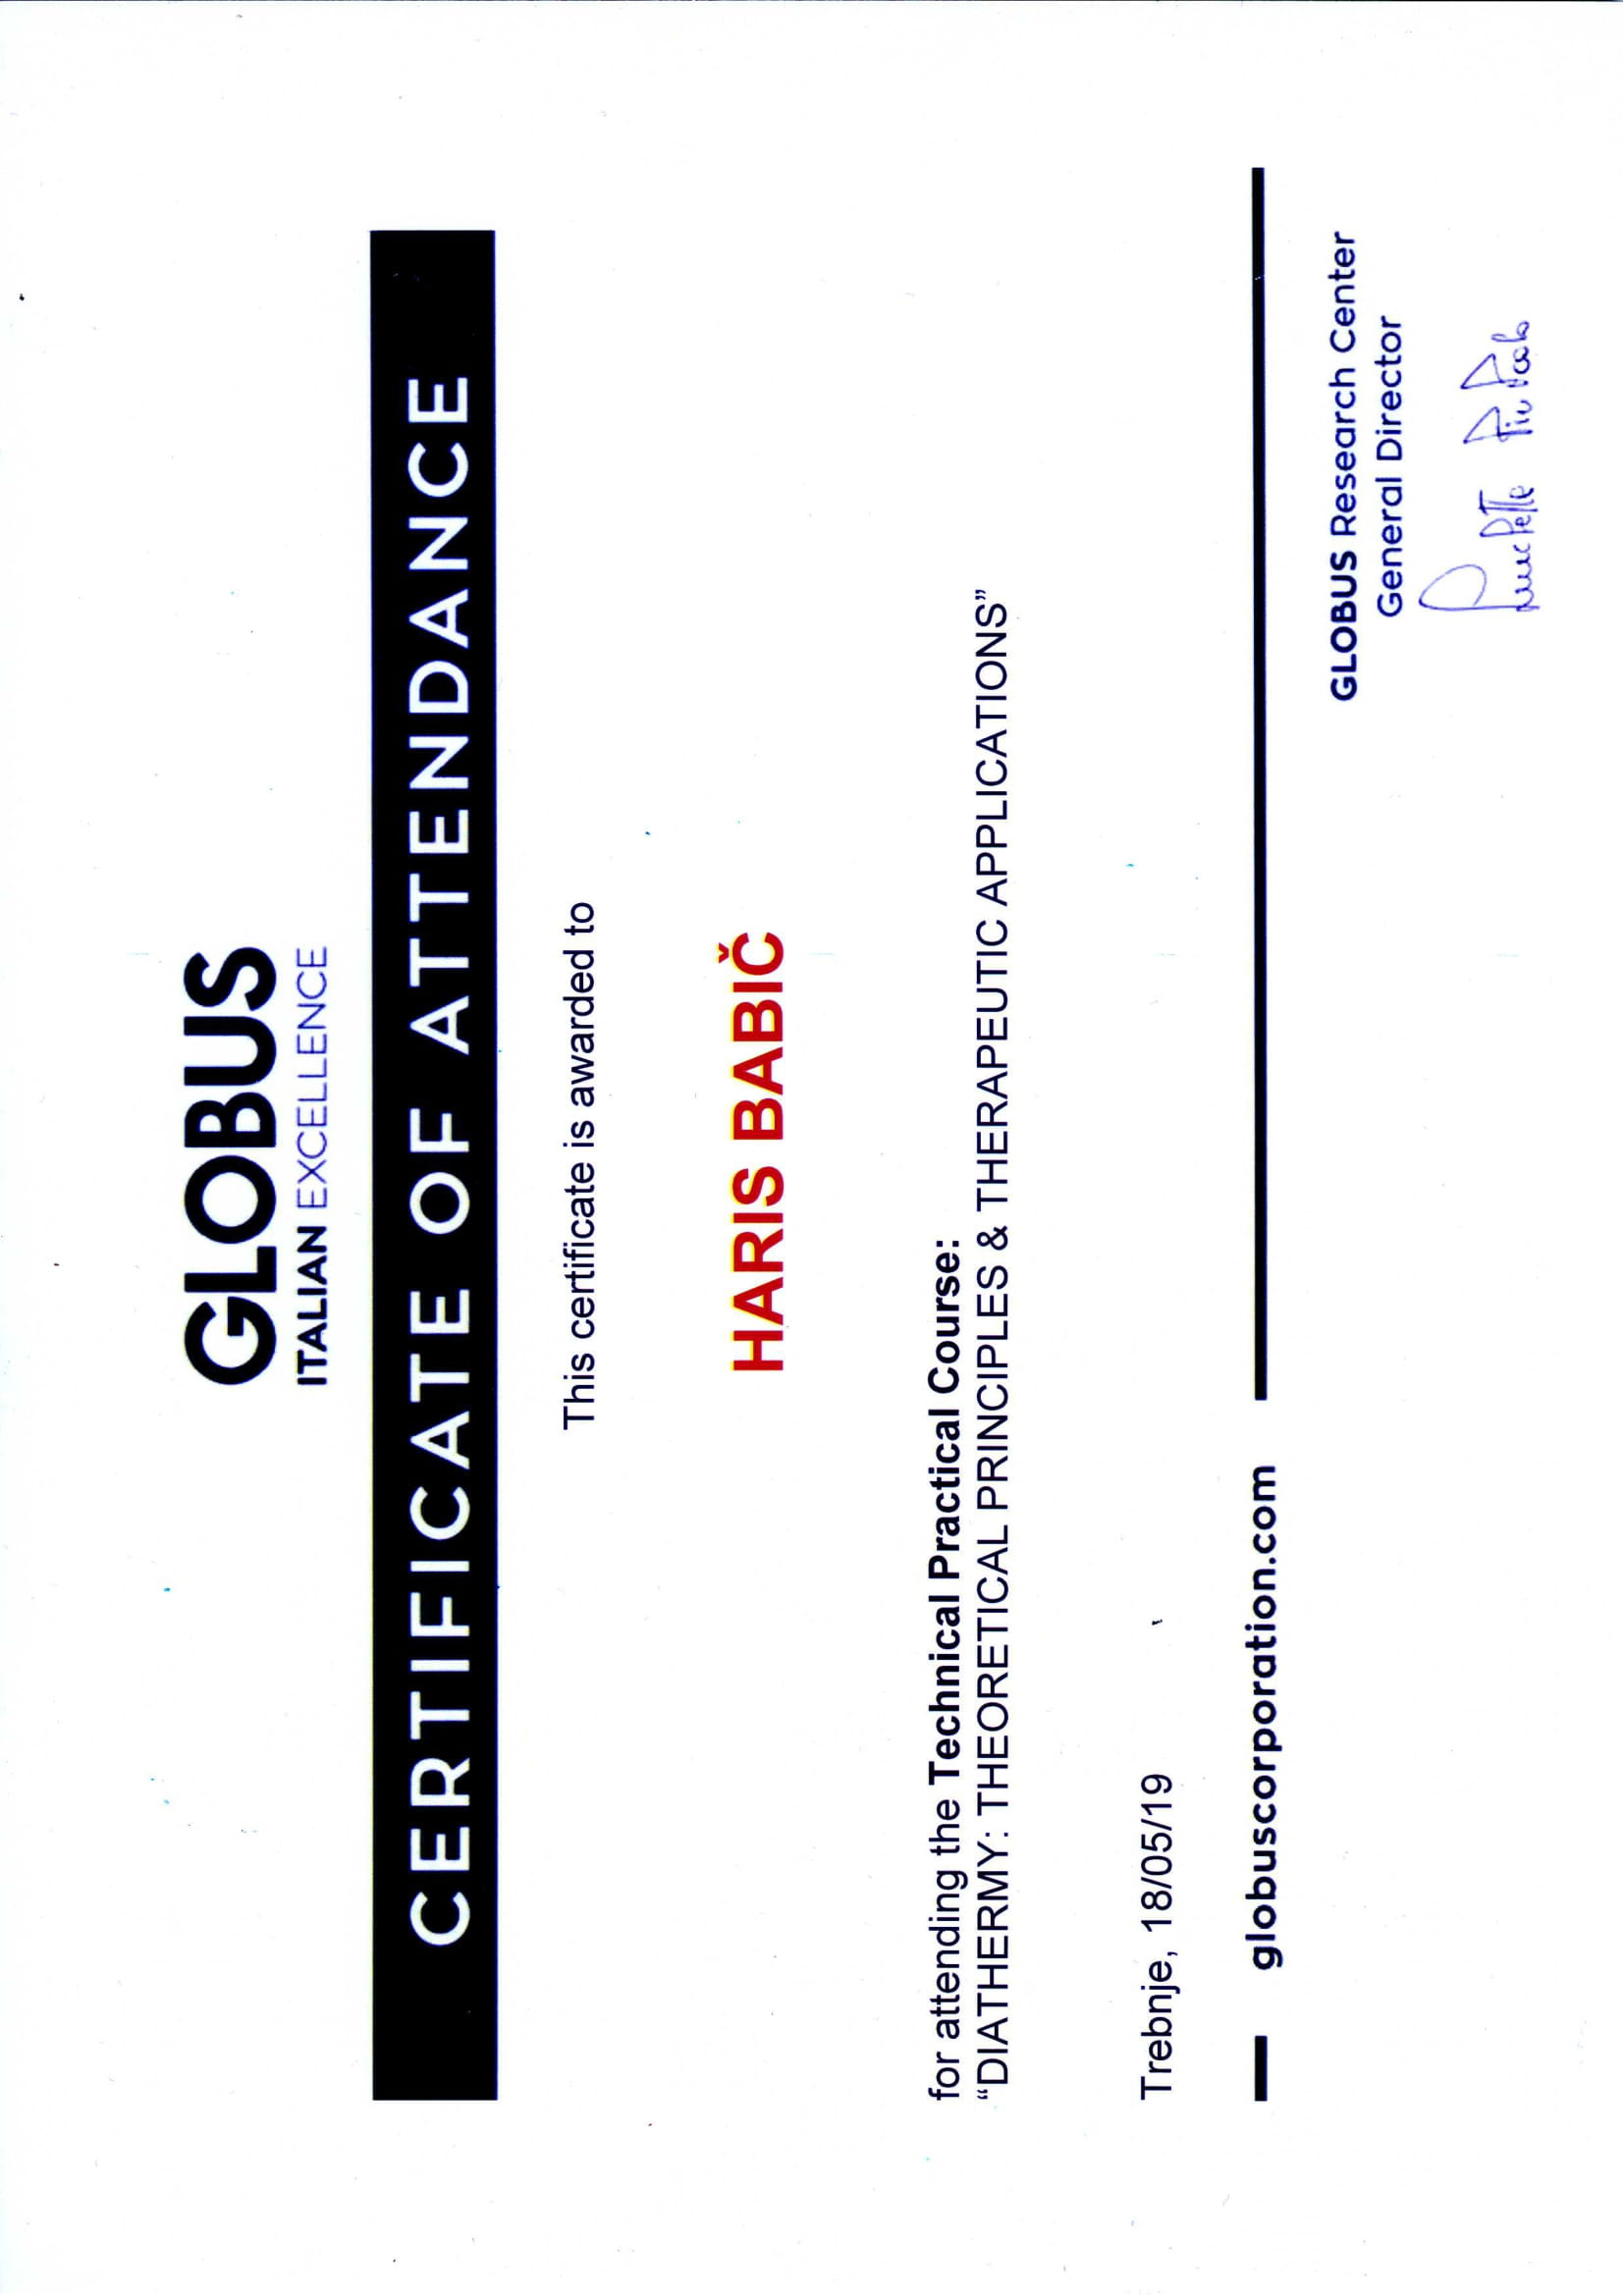 GLOBUS
ITALIAN EXCELLENCE
CERTIFICATE OF ATTENDANCE
This certificate is awarded to
HARIS BABIČ
for attending the Technical Practical Course:
“DIATHERMY: THEORETICAL PRINCIPLES & THERAPEUTIC APPLICATIONS”
Trebnje, 18/05/19
globuscorporation.com
GLOBUS Research Center
General Director